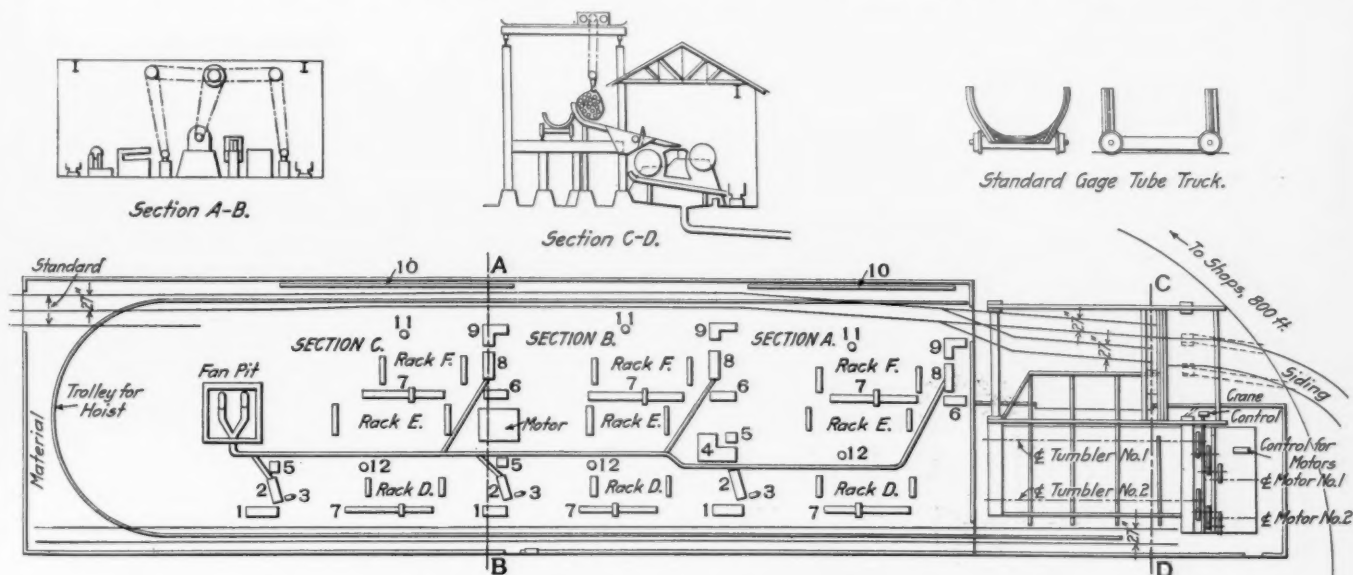 Section A-B.
Section C-D.
Standard Gage Tube Truck.
To Shops, 800 ft.
Standard
27"
10
A
10
C
11
9
11
9
11
9
SECTION C.
SECTION B.
SECTION A.
27"
27"
Fan Pit
Rack F.
8
Rack F.
8
Rack F.
8
7
6
7
6
7
6
Siding
Trolley for
Hoist
Rack E.
Motor
Rack E.
Rack E.
Crane
Control
Material
5
12
5
12
4
5
12
℄ Tumbler No.1
Control for
Motors
℄ Motor No.1
2
3
Rack D.
2
3
Rack D.
2
3
Rack D.
℄ Tumbler No.2
℄ Motor No.2
1
7
1
7
1
7
27"
B
D